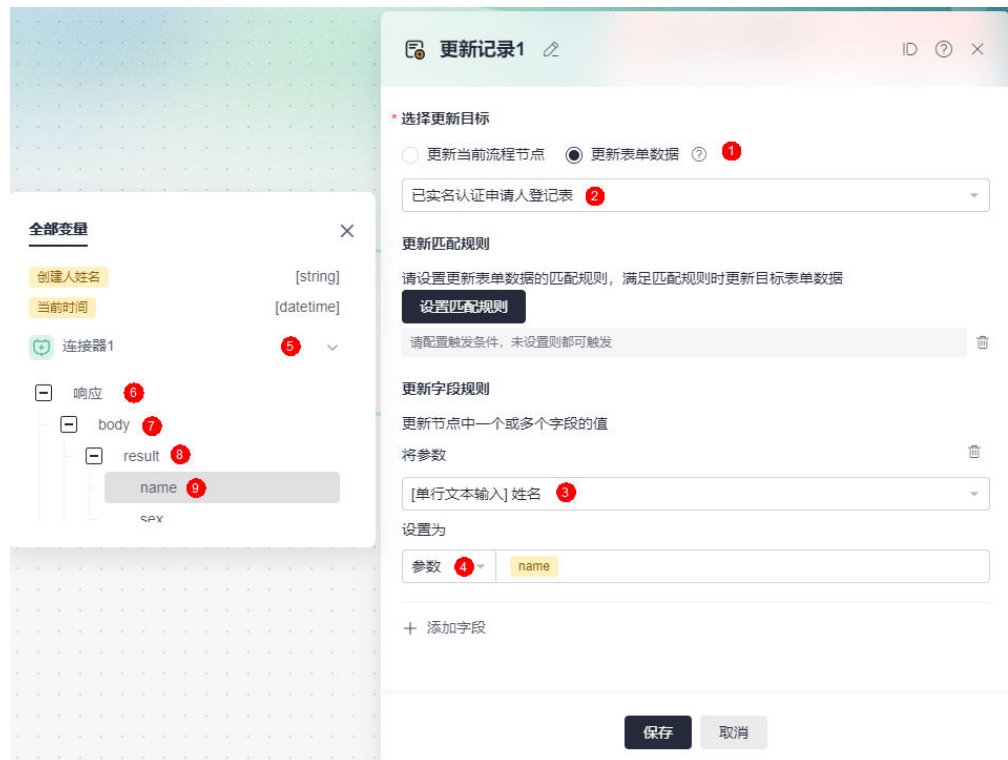 更新记录1
ID
* 选择更新目标
更新当前流程节点 更新表单数据 1
已实名认证申请人登记表 2
更新匹配规则
请设置更新表单数据的匹配规则，满足匹配规则时更新目标表单数据
设置匹配规则
请配置触发条件，未设置则都可触发
更新字段规则
更新节点中一个或多个字段的值
将参数
[单行文本输入] 姓名 3
设置为
参数 4 name
+ 添加字段
保存 取消
全部变量
创建人姓名 [string]
当前时间 [datetime]
连接器1 5
响应 6
body 7
result 8
name 9
sex